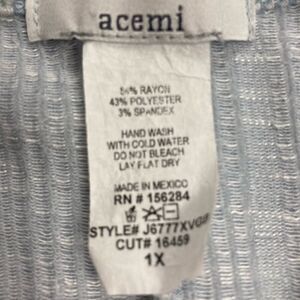 acemi
54% RAYON
43% POLYESTER
3% SPANDEX
HAND WASH
WITH COLD WATER
DO NOT BLEACH
LAY FLAT DRY
MADE IN MEXICO
RN # 156284
STYLE# J6777XVG#
CUT# 16459
1X